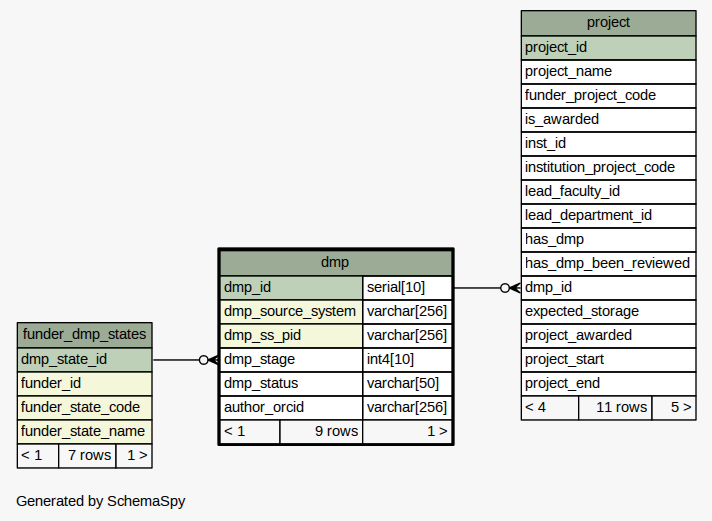 project
project_id
project_name
funder_project_code
is_awarded
inst_id
institution_project_code
lead_faculty_id
lead_department_id
has_dmp
has_dmp_been_reviewed
dmp_id
expected_storage
project_awarded
project_start
project_end
< 4 11 rows 5 >
dmp
dmp_id serial[10]
dmp_source_system varchar[256]
dmp_ss_pid varchar[256]
dmp_stage int4[10]
dmp_status varchar[50]
author_orcid varchar[256]
< 1 9 rows 1 >
funder_dmp_states
dmp_state_id
funder_id
funder_state_code
funder_state_name
< 1 7 rows 1 >
Generated by SchemaSpy